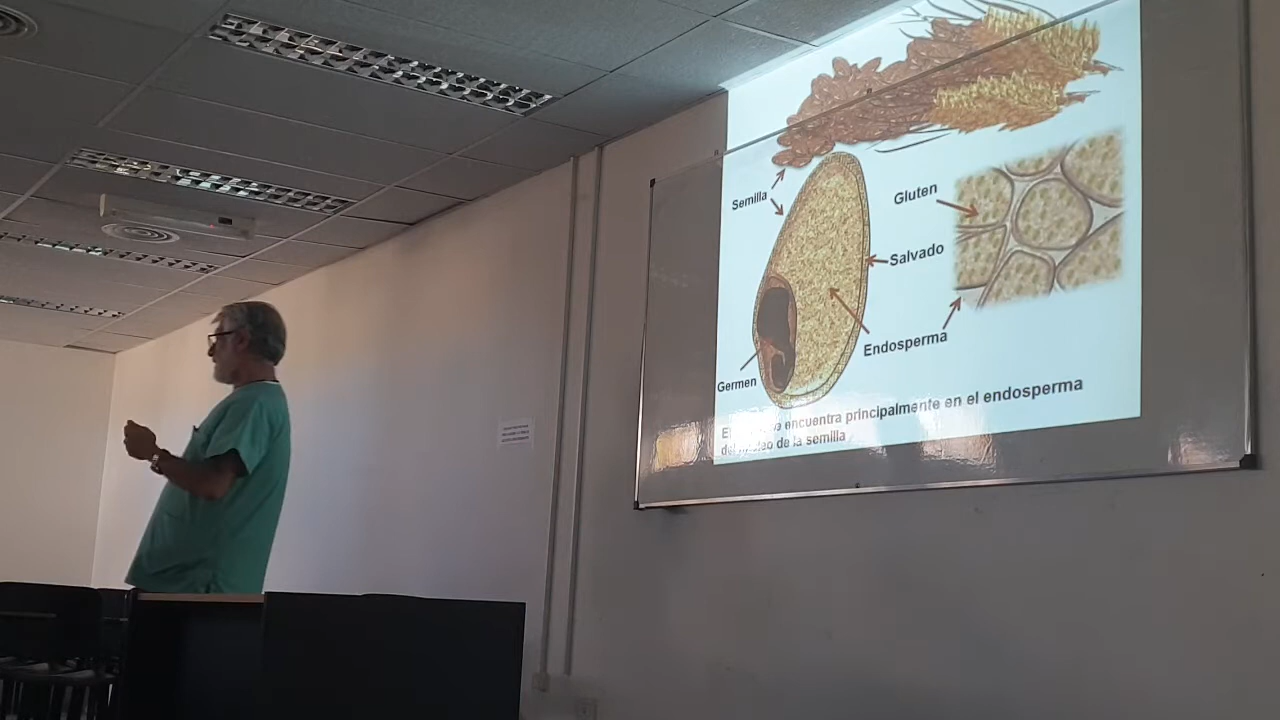 Semilla
Gluten
Salvado
Endosperma
Germen
encuentra principalmente en el endosperma
de la semilla